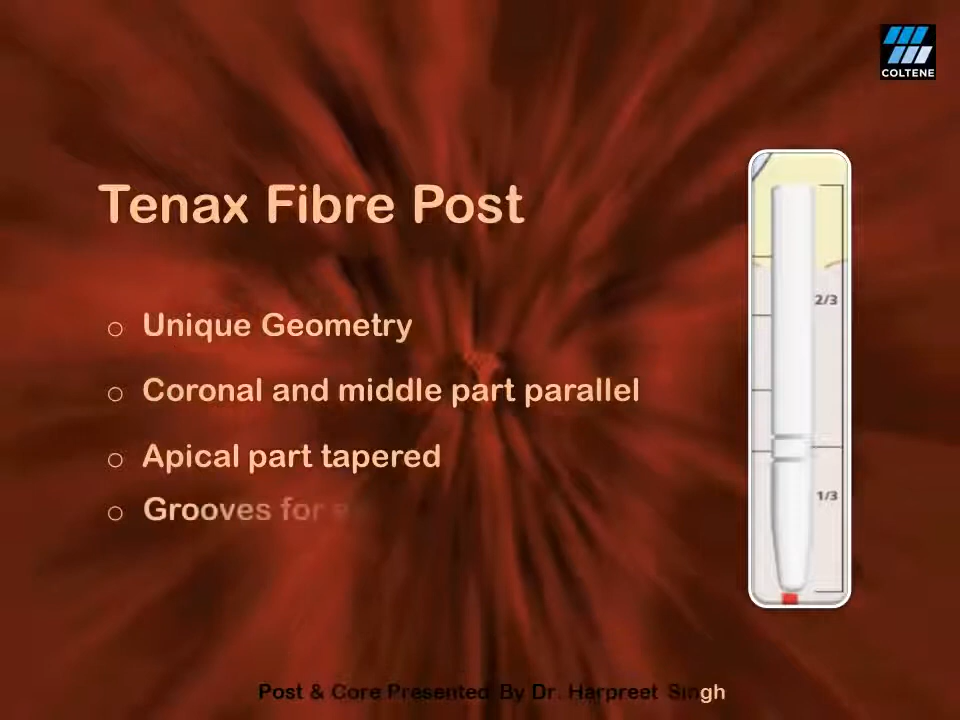 COLTENE
Tenax Fibre Post
2/3
o Unique Geometry
o Coronal and middle part parallel
o Apical part tapered
1/3
o Grooves for
Post & Core Presented By Dr. Harpreet Singh